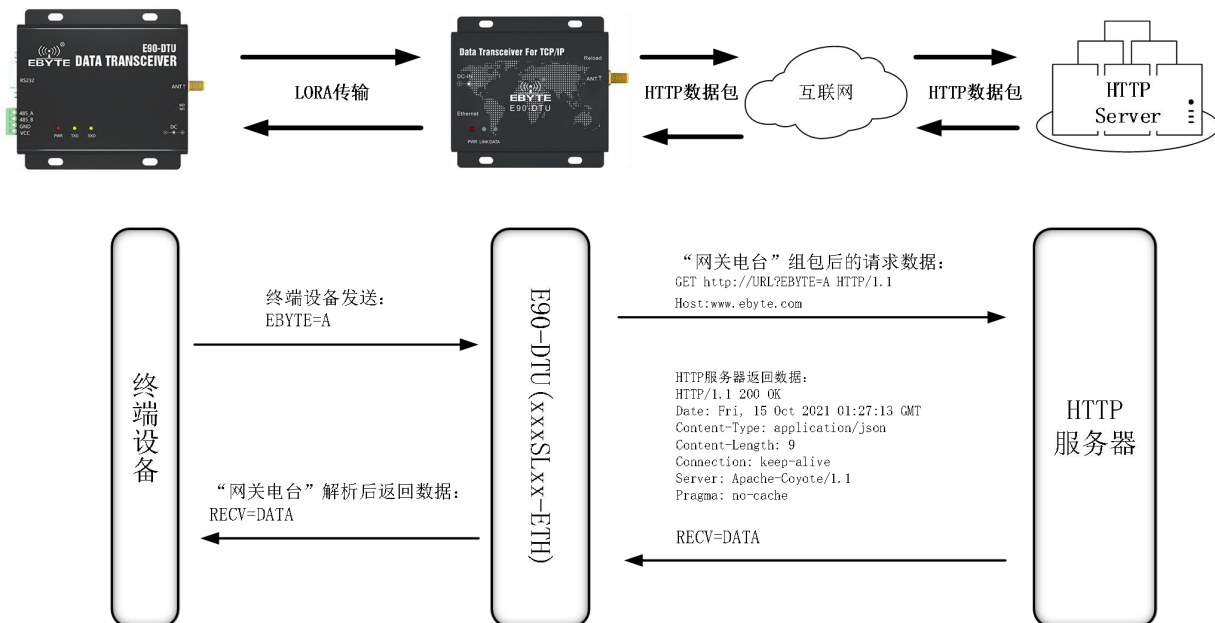 E90-DTU
EBYTE DATA TRANSCEIVER
RS232
ANT
485_A
485_B
GND
VCC
PWR TXD RXD
DC
LORA传输
Data Transceiver For TCP/IP
Reload
DC-IN
ANT
EBYTE
E90-DTU
Ethernet
PWR LINK DATA
HTTP数据包
互联网
HTTP数据包
HTTP
Server
终端设备
终端设备发送:
EBYTE=A
“网关电台”解析后返回数据:
RECV=DATA
E90-DTU(xxxSLxx-ETH)
“网关电台”组包后的请求数据:
GET http://URL?EBYTE=A HTTP/1.1
Host:www.ebyte.com
HTTP服务器返回数据:
HTTP/1.1 200 OK
Date: Fri, 15 Oct 2021 01:27:13 GMT
Content-Type: application/json
Content-Length: 9
Connection: keep-alive
Server: Apache-Coyote/1.1
Pragma: no-cache
RECV=DATA
HTTP
服务器